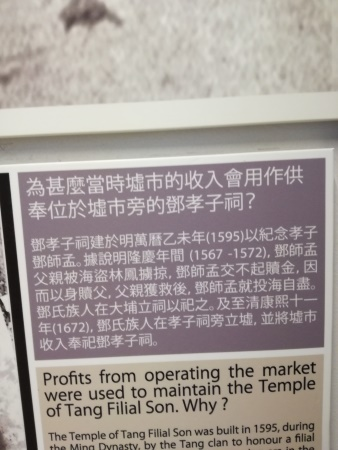 為甚麼當時墟市的收入會用作供
奉位於墟市旁的鄧孝子祠？
鄧孝子祠建於明萬曆乙未年(1595)以紀念孝子
鄧師孟。據說明隆慶年間 (1567 -1572), 鄧師孟
父親被海盜林鳳擄掠, 鄧師孟交不起贖金, 因
而以身贖父, 父親獲救後, 鄧師孟就投海自盡。
鄧氏族人在大埔立祠以祀之。及至清康熙十一
年(1672), 鄧氏族人在孝子祠旁立墟, 並將墟市
收入奉祀鄧孝子祠。
Profits from operating the market
were used to maintain the Temple
of Tang Filial Son. Why ?
The Temple of Tang Filial Son was built in 1595, during
the Ming Dynasty, by the Tang clan to honour a filial